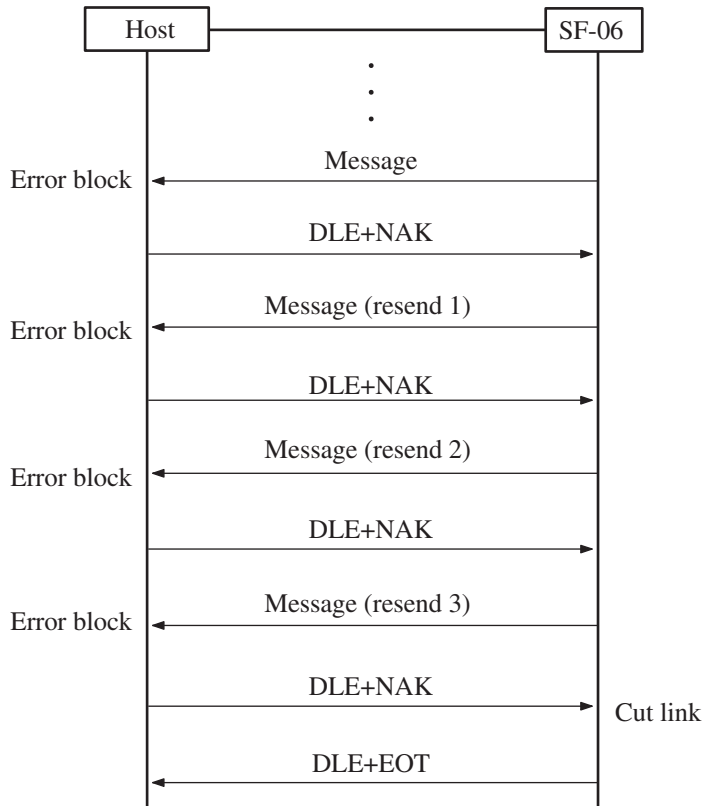 Host
SF-06
Message
Error block
DLE+NAK
Message (resend 1)
Error block
DLE+NAK
Message (resend 2)
Error block
DLE+NAK
Message (resend 3)
Error block
DLE+NAK
Cut link
DLE+EOT